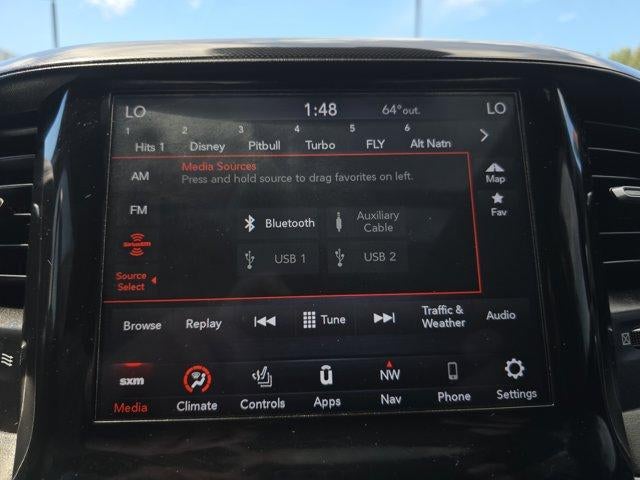 LO 1:48 64°out. LO
1 Hits 1 2 Disney 3 Pitbull 4 Turbo 5 FLY 6 Alt Natn
Media Sources
Press and hold source to drag favorites on left.
AM
FM
SiriusXM
Source
Select
Bluetooth
Auxiliary
Cable
USB 1
USB 2
Map
Fav
Browse Replay Tune Traffic &
Weather Audio
sxm
Media
Climate
Controls
Apps
NW
Nav
Phone
Settings